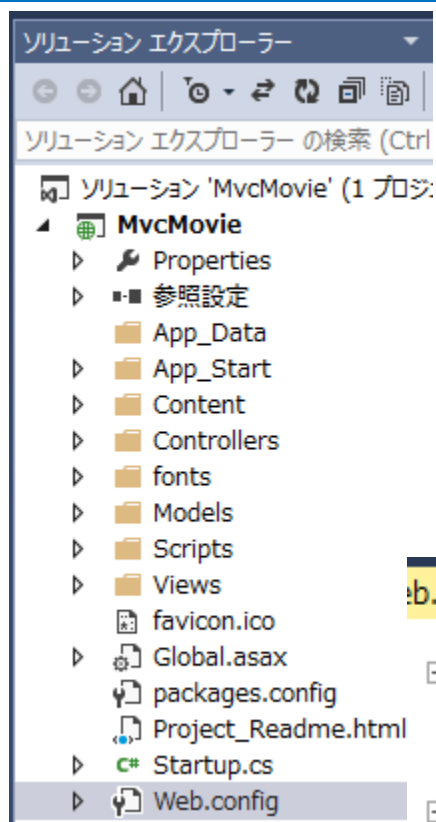 ソリューション エクスプローラー
ソリューション エクスプローラー の検索 (Ctrl
ソリューション 'MvcMovie' (1 プロジ
MvcMovie
Properties
参照設定
App_Data
App_Start
Content
Controllers
fonts
Models
Scripts
Views
eb.
favicon.ico
Global.asax
packages.config
Project_Readme.html
C# Startup.cs
Web.config